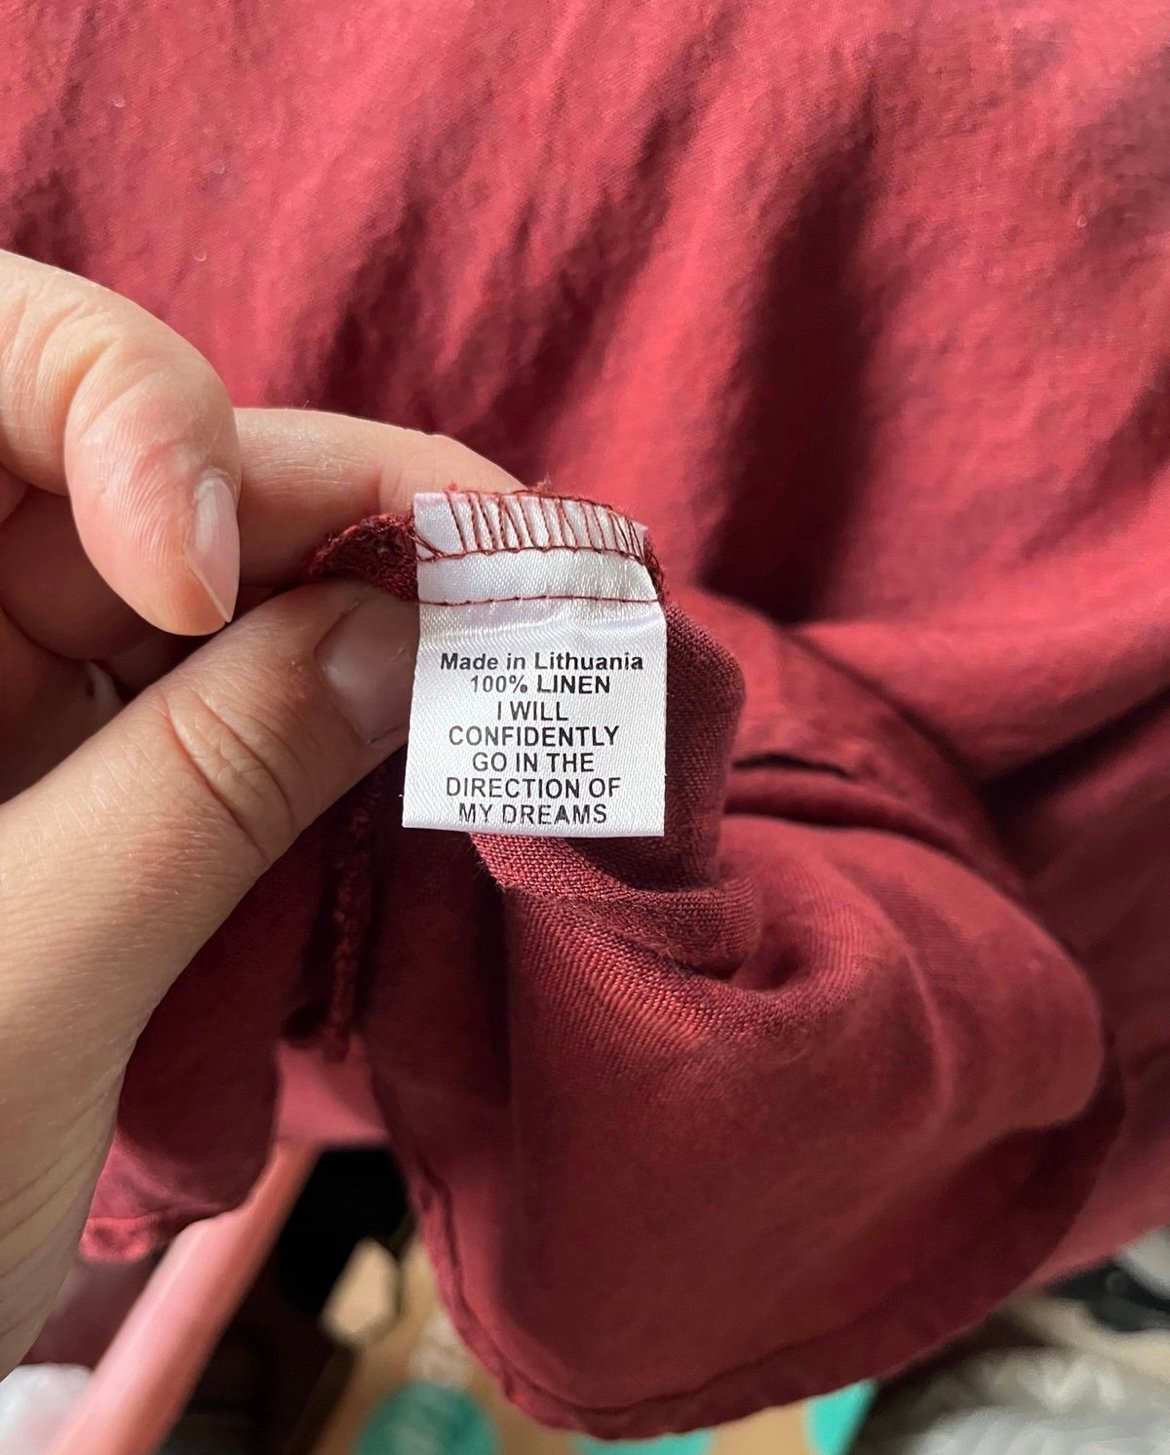 Made in Lithuania
100% LINEN
I WILL
CONFIDENTLY
GO IN THE
DIRECTION OF
MY DREAMS